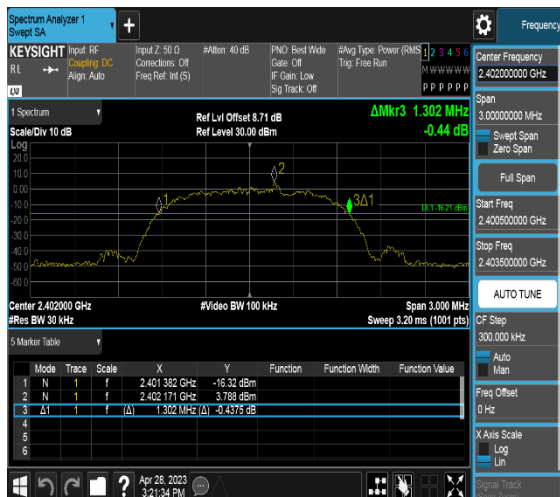 Spectrum Analyzer 1
Swept SA
+
Frequency
KEYSIGHT Input: RF Input Z: 50 Ω #Atten: 40 dB PNO: Best Wide #Avg Type: Power (RMS 1 2 3 4 5 6
RL Coupling: DC Corrections: Off Gate: Off Trig: Free Run M W W W W W
Align: Auto Freq Ref: Int (S) IF Gain: Low
Sig Track: Off P P P P P P
LXI
1 Spectrum
Ref Lvl Offset 8.71 dB ΔMkr3 1.302 MHz
Scale/Div 10 dB Ref Level 30.00 dBm -0.44 dB
Log
20.0
10.0
0.00
-10.0
-20.0
-30.0
-40.0
-50.0
-60.0
1
2
3Δ1
DL1 -16.21 dBm
Center 2.402000 GHz #Video BW 100 kHz Span 3.000 MHz
#Res BW 30 kHz Sweep 3.20 ms (1001 pts)
5 Marker Table
Mode Trace Scale X Y Function Function Width Function Value
1 N 1 f 2.401 382 GHz -16.32 dBm
2 N 1 f 2.402 171 GHz 3.788 dBm
3 Δ1 1 f (Δ) 1.302 MHz (Δ) -0.4375 dB
4
5
6
Center Frequency
2.402000000 GHz
Span
3.00000000 MHz
Swept Span
Zero Span
Full Span
Start Freq
2.400500000 GHz
Stop Freq
2.403500000 GHz
AUTO TUNE
CF Step
300.000 kHz
Auto
Man
Freq Offset
0 Hz
X Axis Scale
Log
Lin
Signal Track
?
Apr 28, 2023
3:21:34 PM